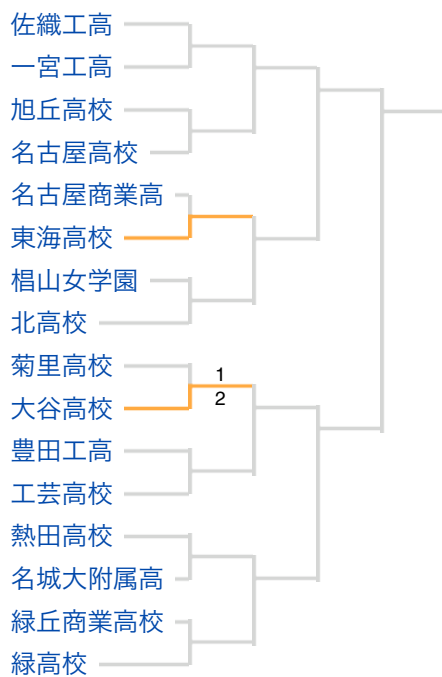 佐織工高
一宮工高
旭丘高校
名古屋高校
名古屋商業高
東海高校
椙山女学園
北高校
菊里高校
1
大谷高校
2
豊田工高
工芸高校
熱田高校
名城大附属高
緑丘商業高校
緑高校